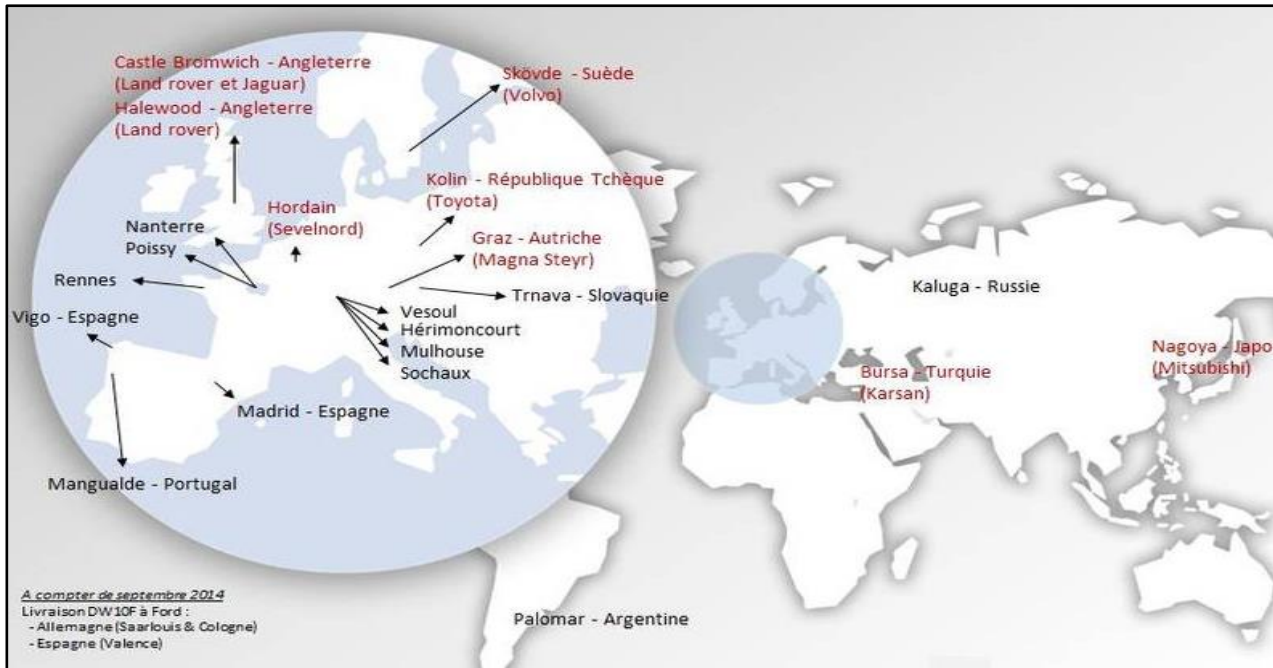 Castle Bromwich - Angleterre
(Land rover et Jaguar)
Halewood - Angleterre
(Land rover)
Skövde - Suède
(Volvo)
Kolin - République Tchèque
(Toyota)
Hordain
(Sevelnord)
Nanterre
Poissy
Graz - Autriche
(Magna Steyr)
Rennes
Trnava - Slovaquie
Vesoul
Hérimoncourt
Mulhouse
Sochaux
Vigo - Espagne
Madrid - Espagne
Mangualde - Portugal
Kaluga - Russie
Nagoya - Japo
(Mitsubishi)
Bursa - Turquie
(Karsan)
Palomar - Argentine
A compter de septembre 2014
Livraison DW10F à Ford :
- Allemagne (Saarlouis & Cologne)
- Espagne (Valence)